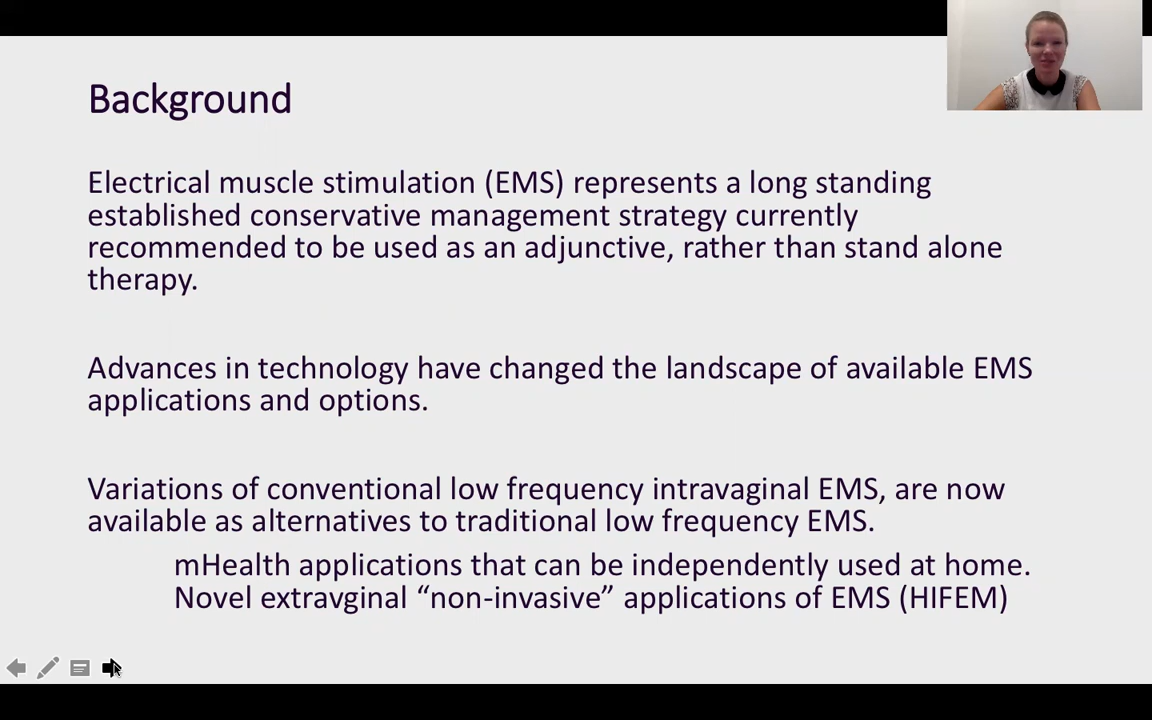 Background
Electrical muscle stimulation (EMS) represents a long standing
established conservative management strategy currently
recommended to be used as an adjunctive, rather than stand alone
therapy.
Advances in technology have changed the landscape of available EMS
applications and options.
Variations of conventional low frequency intravaginal EMS, are now
available as alternatives to traditional low frequency EMS.
mHealth applications that can be independently used at home.
Novel extravginal “non-invasive” applications of EMS (HIFEM)